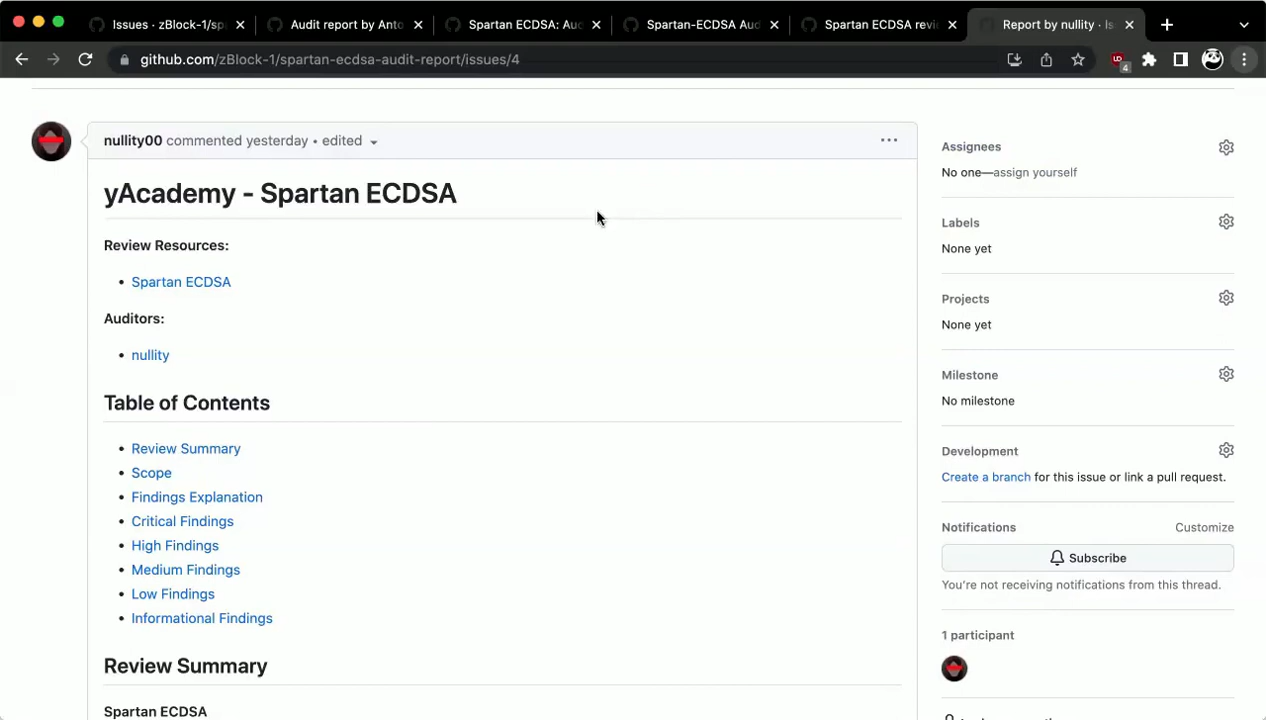 Issues · zBlock-1/sp
Audit report by Anto
Spartan ECDSA: Au
Spartan-ECDSA Aud
Spartan ECDSA revi
Report by nullity · Is
github.com/zBlock-1/spartan-ecdsa-audit-report/issues/4
4
nullity00 commented yesterday • edited
yAcademy - Spartan ECDSA
Review Resources:
• Spartan ECDSA
Auditors:
• nullity
Table of Contents
• Review Summary
• Scope
• Findings Explanation
• Critical Findings
• High Findings
• Medium Findings
• Low Findings
• Informational Findings
Review Summary
Spartan ECDSA
Assignees
No one—assign yourself
Labels
None yet
Projects
None yet
Milestone
No milestone
Development
Create a branch for this issue or link a pull request.
Notifications
Customize
Subscribe
You're not receiving notifications from this thread.
1 participant